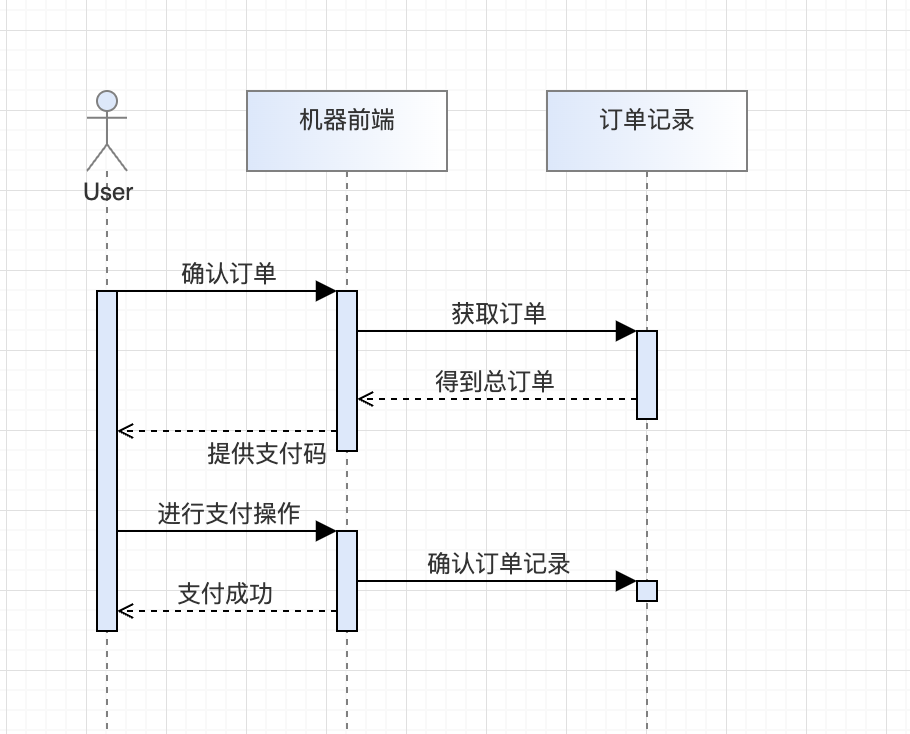 机器前端
订单记录
User
确认订单
获取订单
得到总订单
提供支付码
进行支付操作
确认订单记录
支付成功